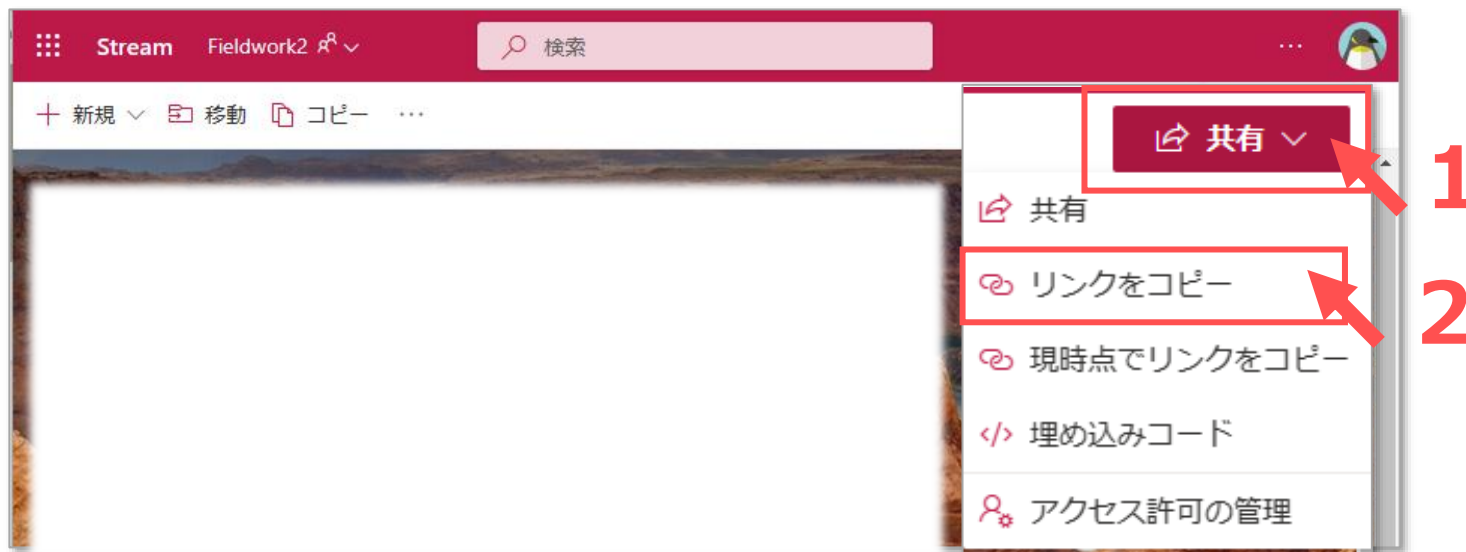 Stream Fieldwork2 検索 ...
新規 移動 コピー ...
共有
1
共有
リンクをコピー
2
現時点でリンクをコピー
</> 埋め込みコード
アクセス許可の管理